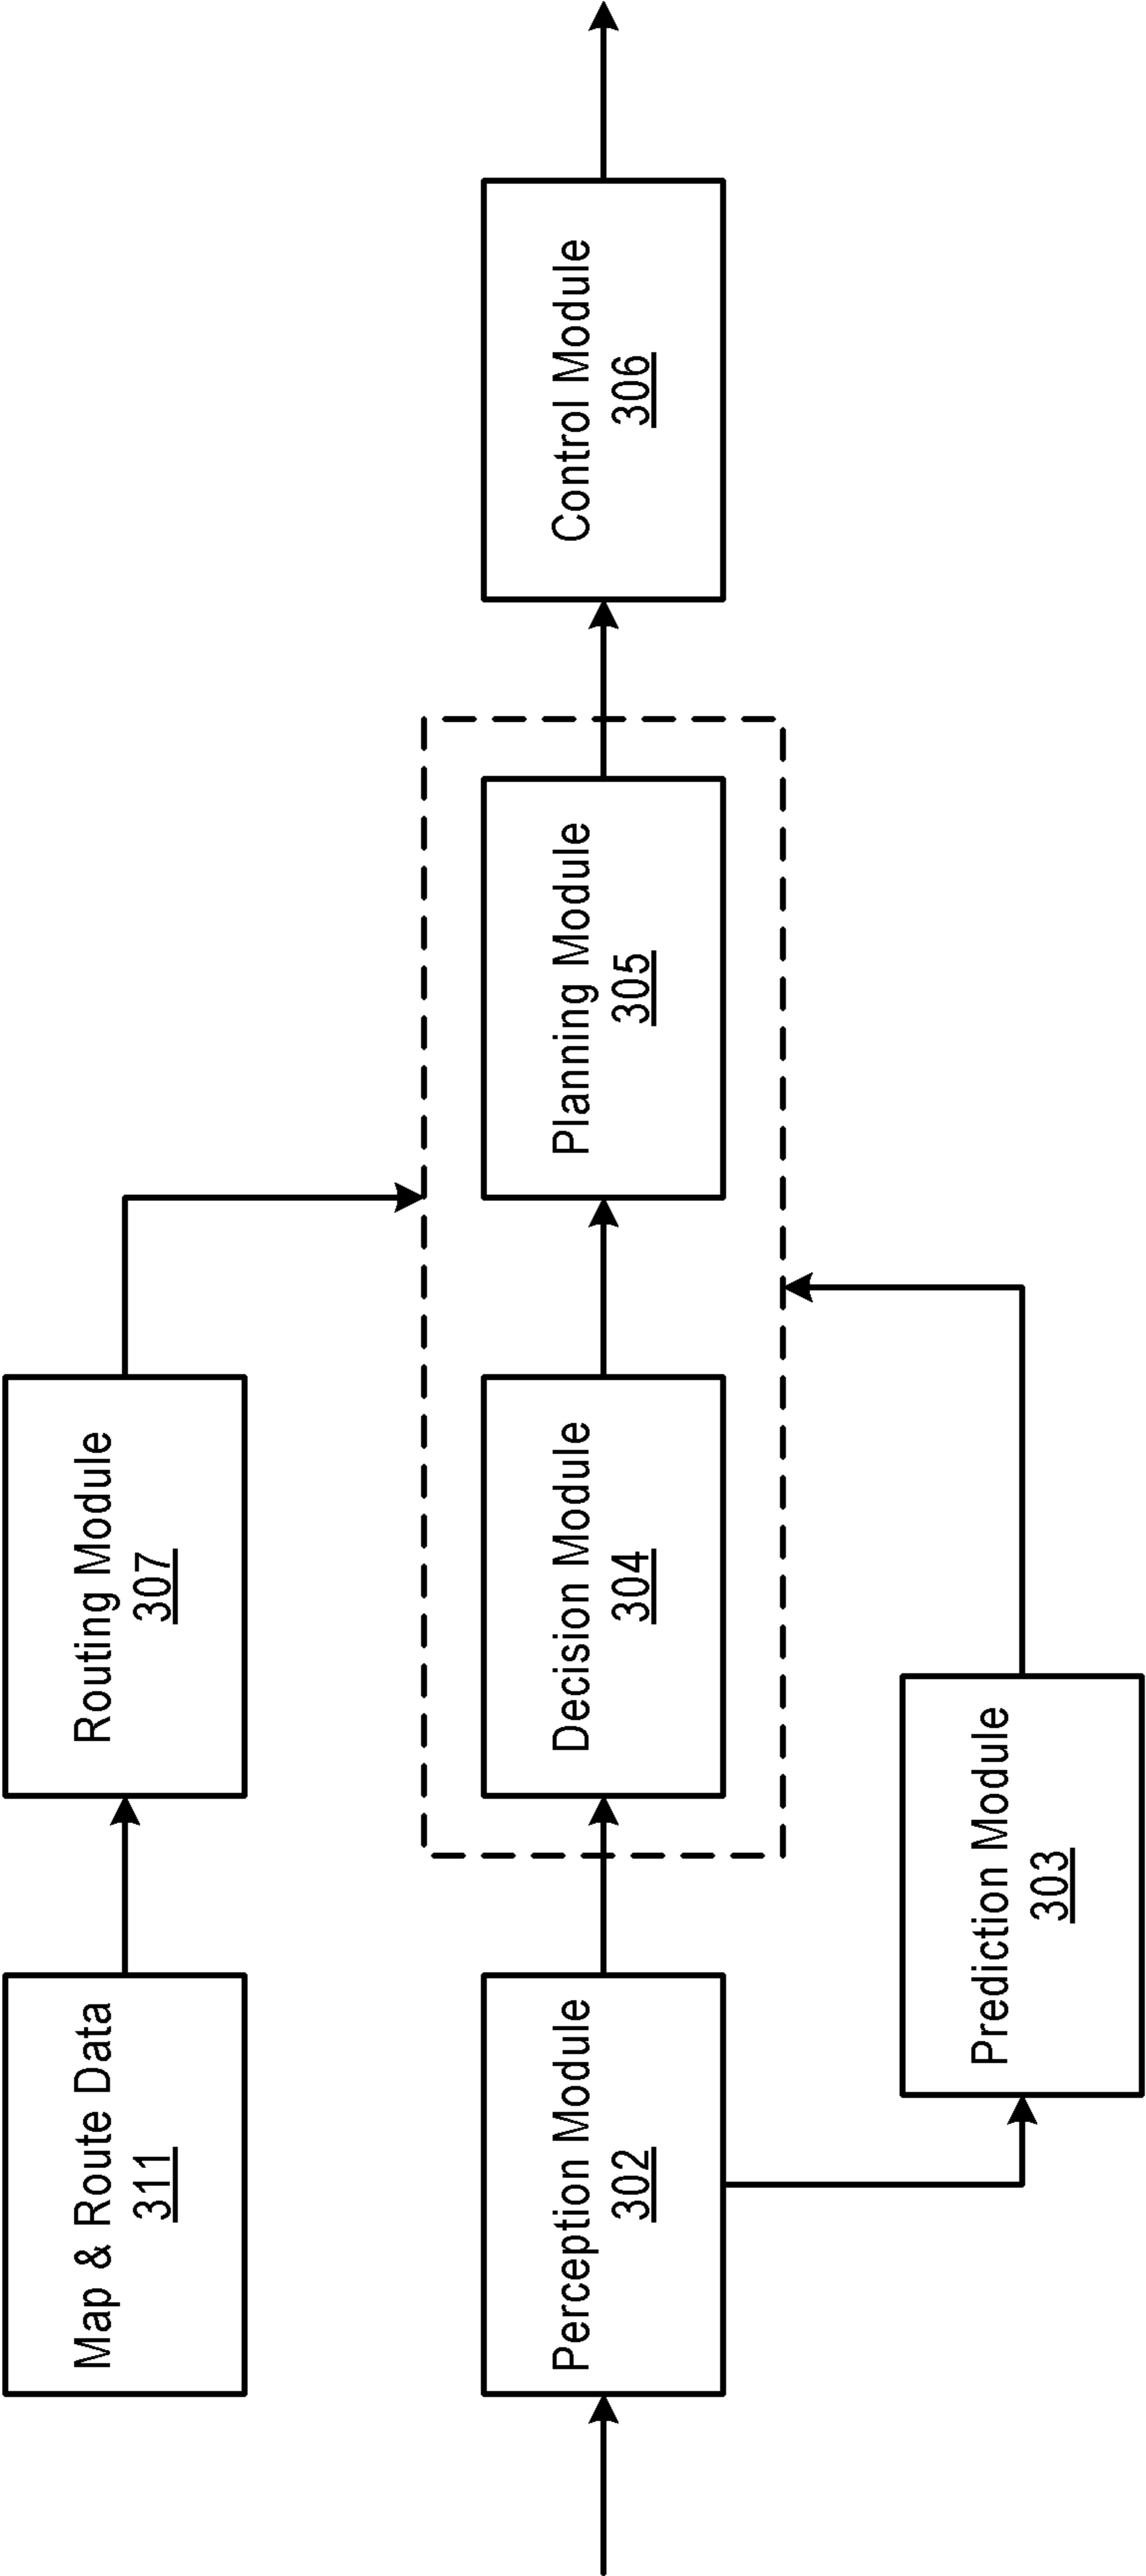 Map & Route Data
311
Routing Module
307
Perception Module
302
Decision Module
304
Planning Module
305
Control Module
306
Prediction Module
303